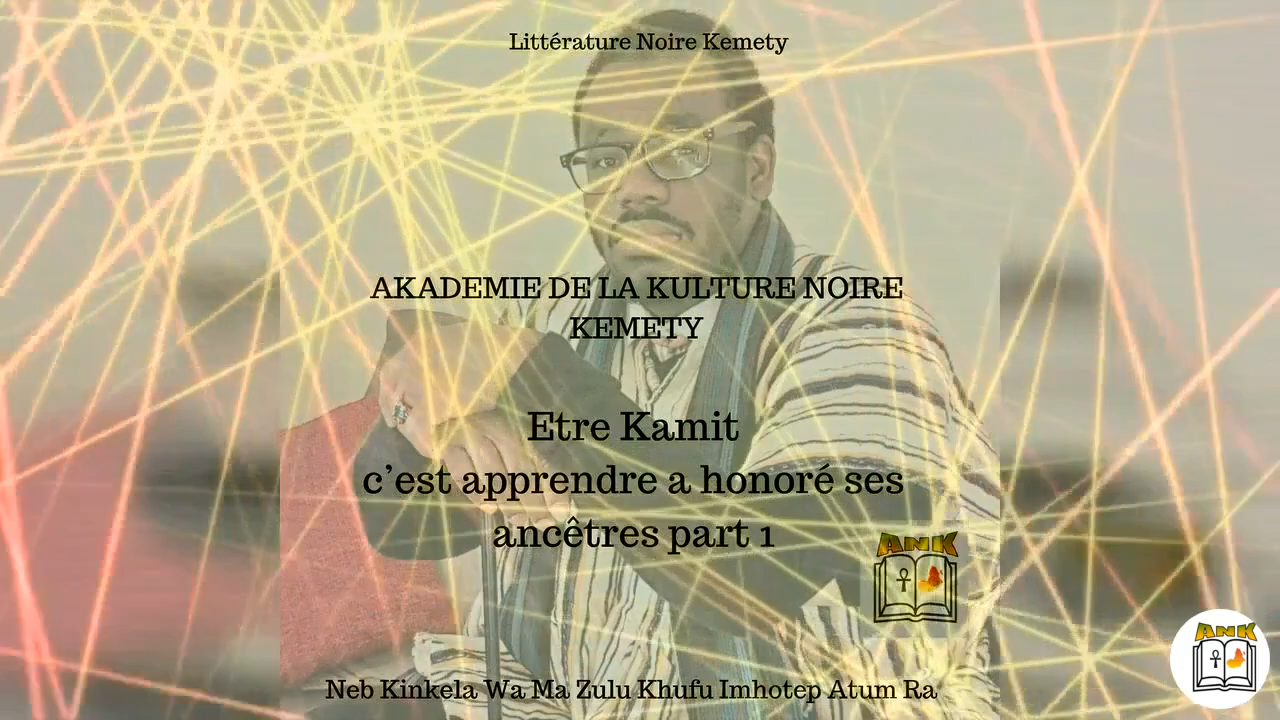 Littérature Noire Kemety
AKADEMIE DE LA KULTURE NOIRE
KEMETY
Etre Kamit
c’est apprendre a honoré ses
ancêtres part 1
ANK
ANK
Neb Kinkela Wa Ma Zulu Khufu Imhotep Atum Ra